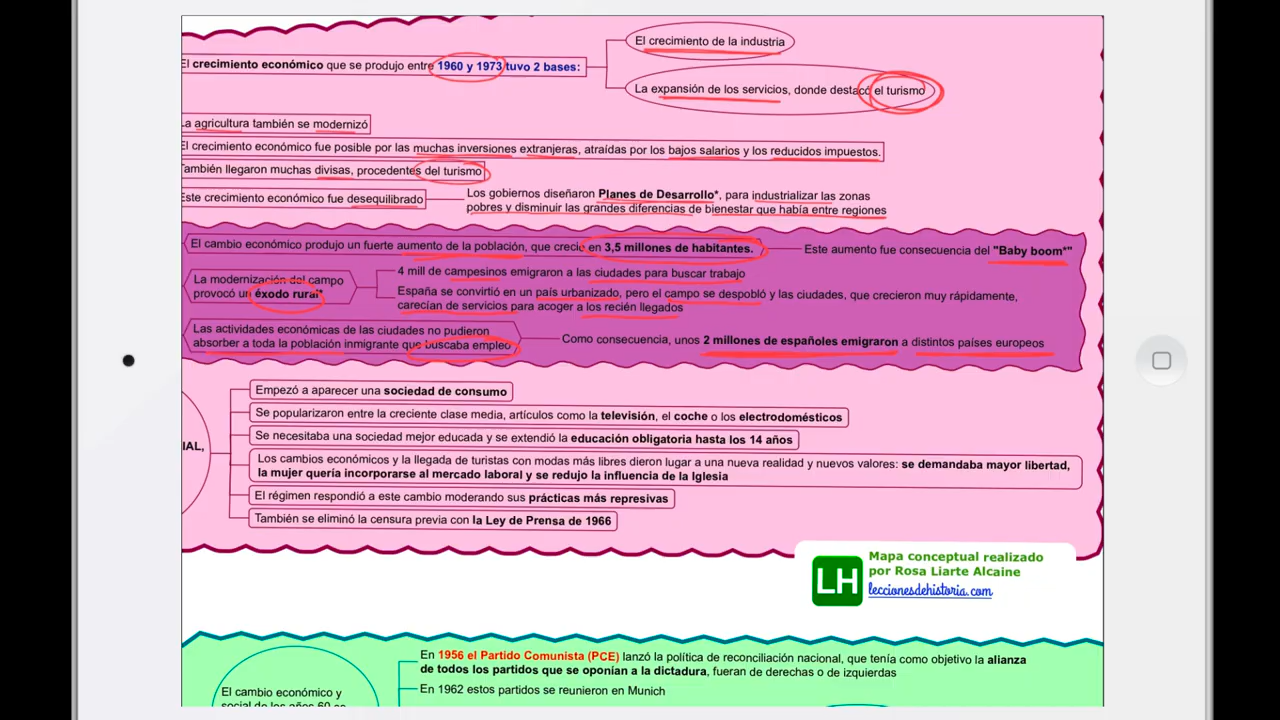 El crecimiento de la industria
El crecimiento económico que se produjo entre 1960 y 1973 tuvo 2 bases:
La expansión de los servicios, donde destacó el turismo
La agricultura también se modernizó
El crecimiento económico fue posible por las muchas inversiones extranjeras, atraídas por los bajos salarios y los reducidos impuestos.
También llegaron muchas divisas, procedentes del turismo
Este crecimiento económico fue desequilibrado
Los gobiernos diseñaron Planes de Desarrollo*, para industrializar las zonas
pobres y disminuir las grandes diferencias de bienestar que había entre regiones
El cambio económico produjo un fuerte aumento de la población, que creció en 3,5 millones de habitantes.
Este aumento fue consecuencia del "Baby boom*"
La modernización del campo
provocó un éxodo rural*
4 mill de campesinos emigraron a las ciudades para buscar trabajo
España se convirtió en un país urbanizado, pero el campo se despobló y las ciudades, que crecieron muy rápidamente,
carecían de servicios para acoger a los recién llegados
Las actividades económicas de las ciudades no pudieron
absorber a toda la población inmigrante que buscaba empleo
Como consecuencia, unos 2 millones de españoles emigraron a distintos países europeos
Empezó a aparecer una sociedad de consumo
Se popularizaron entre la creciente clase media, artículos como la televisión, el coche o los electrodomésticos
Se necesitaba una sociedad mejor educada y se extendió la educación obligatoria hasta los 14 años
IAL,
Los cambios económicos y la llegada de turistas con modas más libres dieron lugar a una nueva realidad y nuevos valores: se demandaba mayor libertad,
la mujer quería incorporarse al mercado laboral y se redujo la influencia de la Iglesia
El régimen respondió a este cambio moderando sus prácticas más represivas
También se eliminó la censura previa con la Ley de Prensa de 1966
LH
Mapa conceptual realizado
por Rosa Liarte Alcaine
leccionesdehistoria.com
En 1956 el Partido Comunista (PCE) lanzó la política de reconciliación nacional, que tenía como objetivo la alianza
de todos los partidos que se oponían a la dictadura, fueran de derechas o de izquierdas
En 1962 estos partidos se reunieron en Munich
El cambio económico y
social de los años 60 se